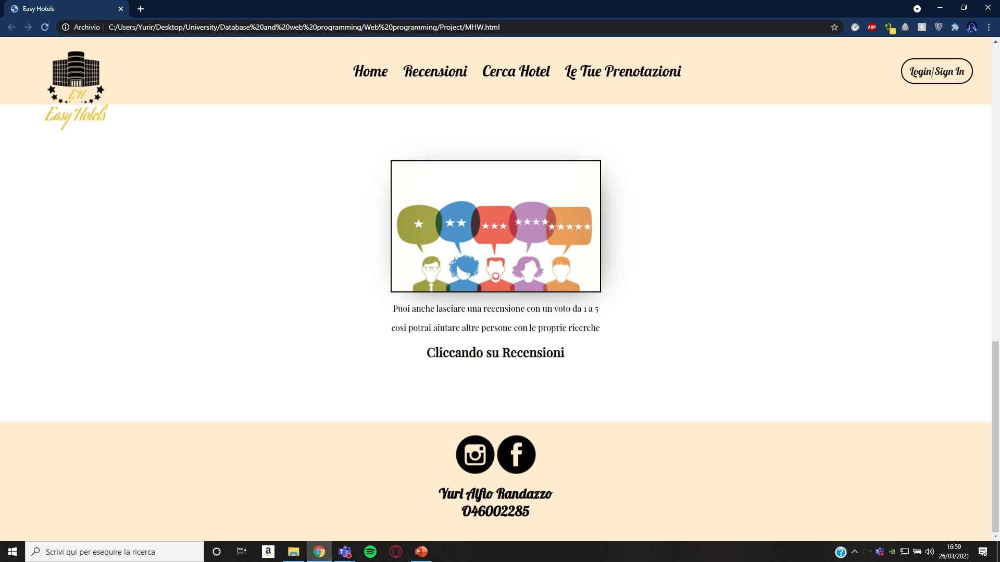 Easy Hotels
Archivio
C:/Users/Yurir/Desktop/University/Database%20and%20web%20programming/Web%20programming/Project/MHW.html
ABP
EH
Easy Hotels
Home
Recensioni
Cerca Hotel
Le Tue Prenotazioni
Login/Sign In
Puoi anche lasciare una recensione con un voto da 1 a 5
cosi potrai aiutare altre persone con le proprie ricerche
Cliccando su Recensioni
Yuri Alfio Randazzo
O46002285
Scrivi qui per eseguire la ricerca
16:59
26/03/2021